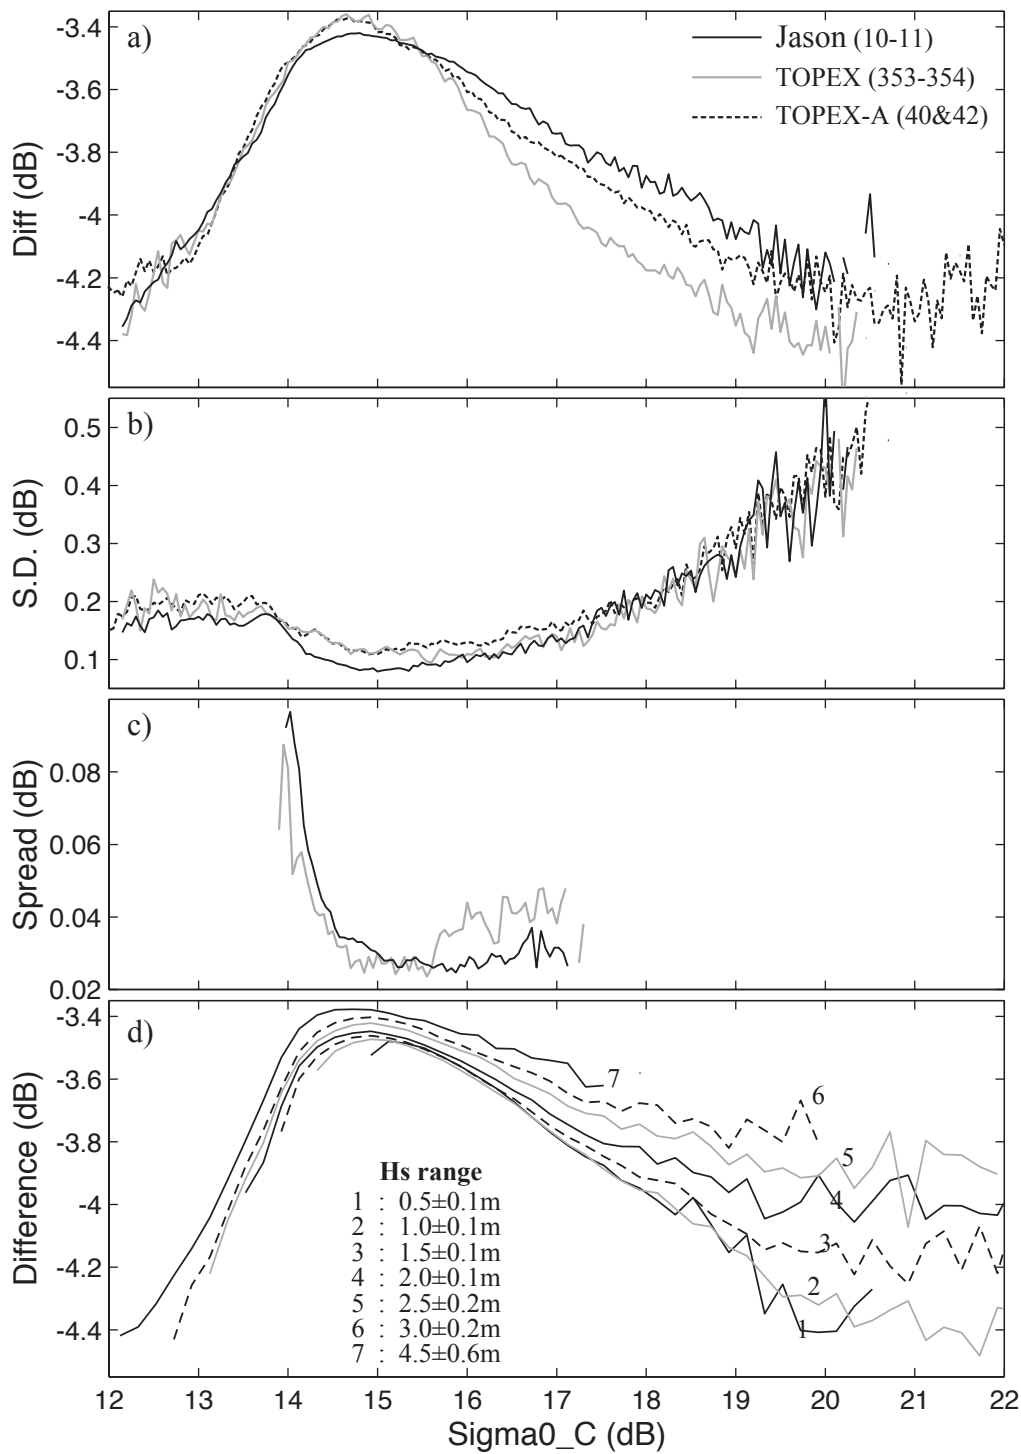 a)
Jason (10-11)
TOPEX (353-354)
TOPEX-A (40&42)
Diff (dB)
-3.4
-3.6
-3.8
-4
-4.2
-4.4
b)
S.D. (dB)
0.5
0.4
0.3
0.2
0.1
c)
Spread (dB)
0.08
0.06
0.04
0.02
d)
Difference (dB)
-3.4
-3.6
-3.8
-4
-4.2
-4.4
7
6
5
4
3
2
1
Hs range
1 : 0.5±0.1m
2 : 1.0±0.1m
3 : 1.5±0.1m
4 : 2.0±0.1m
5 : 2.5±0.2m
6 : 3.0±0.2m
7 : 4.5±0.6m
12 13 14 15 16 17 18 19 20 21 22
Sigma0_C (dB)